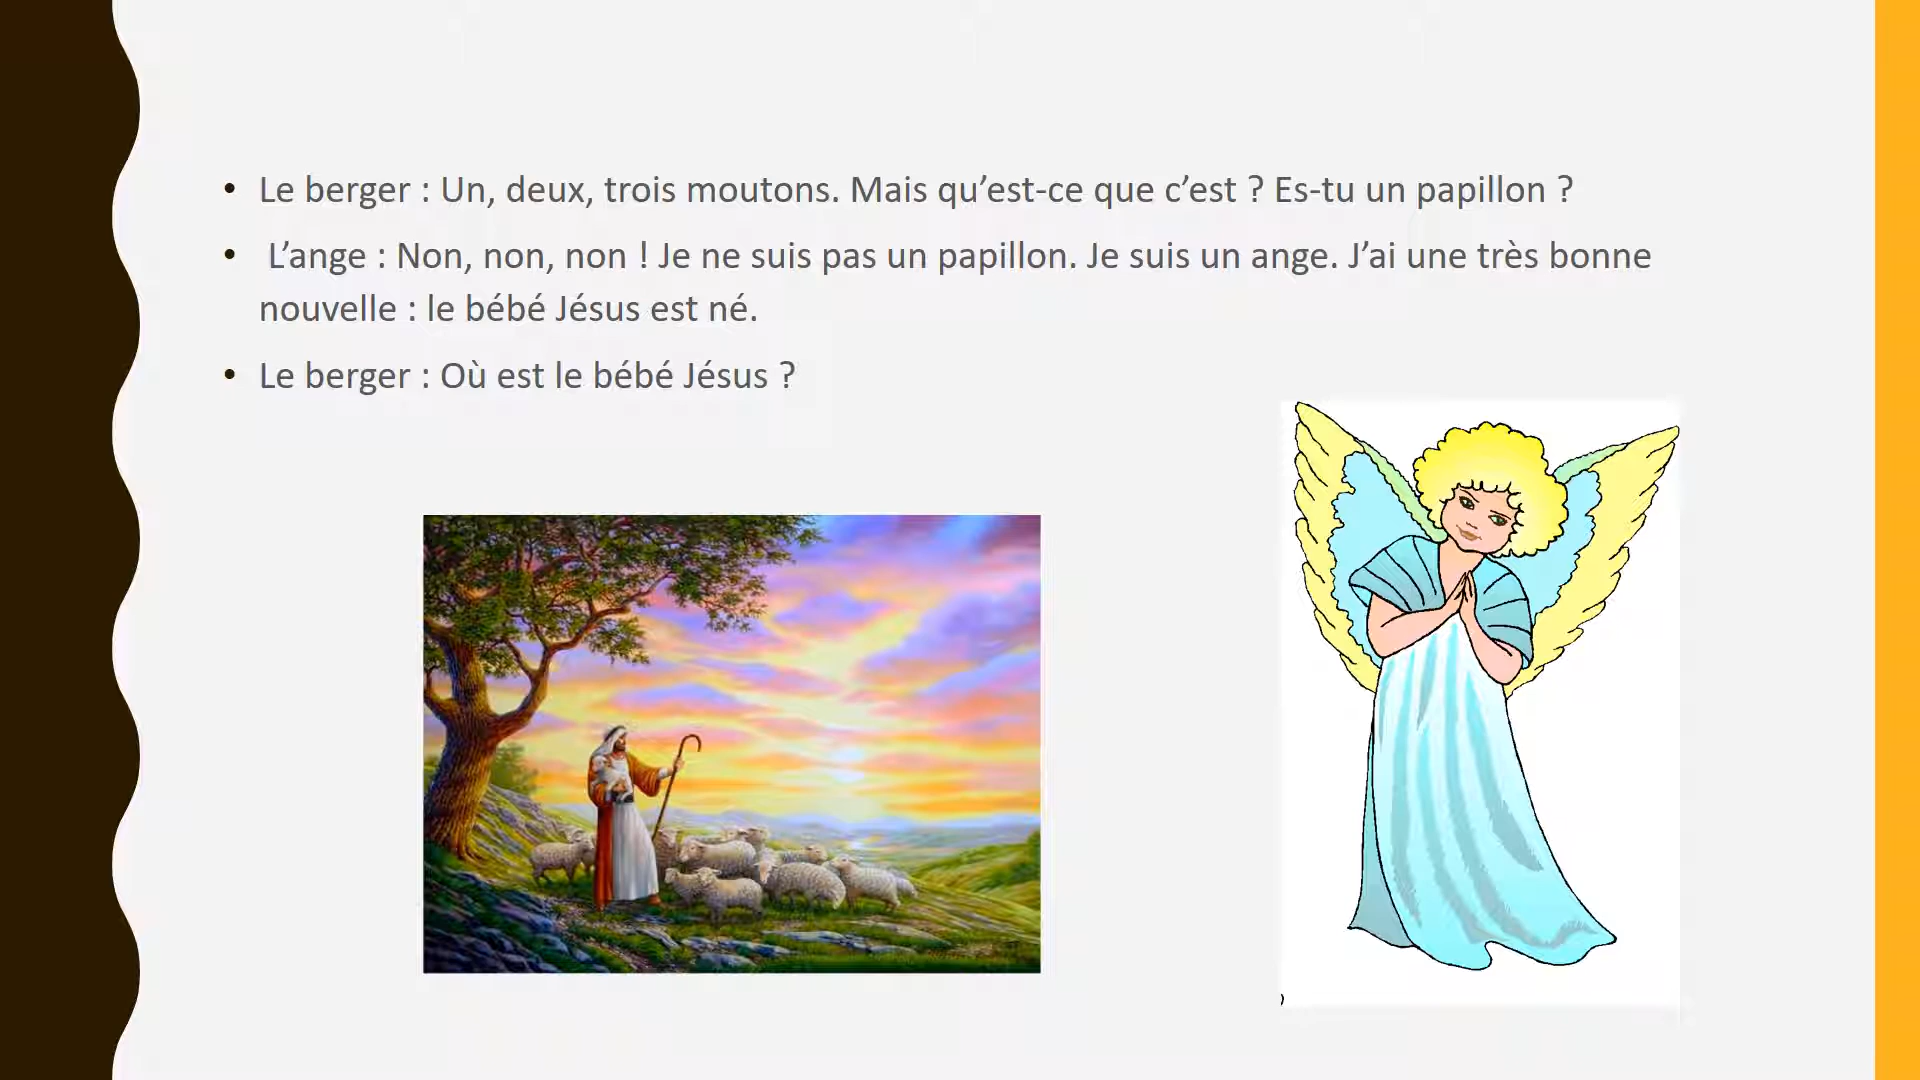 • Le berger : Un, deux, trois moutons. Mais qu’est-ce que c’est ? Es-tu un papillon ?
• L’ange : Non, non, non ! Je ne suis pas un papillon. Je suis un ange. J’ai une très bonne
nouvelle : le bébé Jésus est né.
• Le berger : Où est le bébé Jésus ?